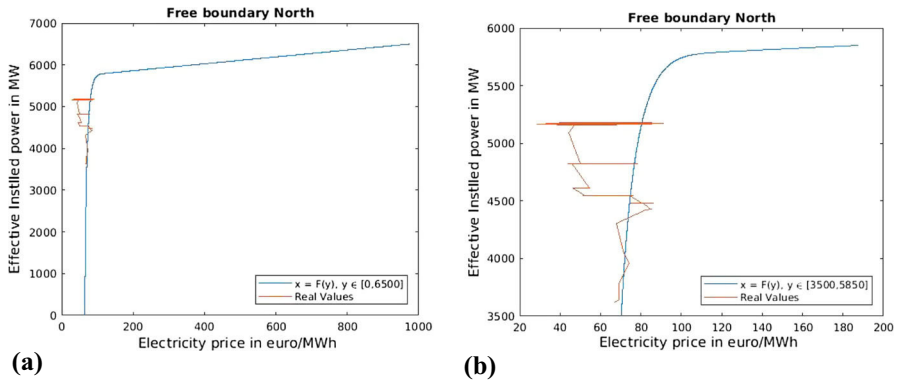 Free boundary North
Effective Instlled power in MW
7000
6000
5000
4000
3000
2000
1000
0
0 200 400 600 800 1000
x = F(y), y ∈ [0,6500]
Real Values
Electricity price in euro/MWh
(a)
Free boundary North
Effective Instlled power in MW
6000
5500
5000
4500
4000
3500
20 40 60 80 100 120 140 160 180 200
x = F(y), y ∈ [3500,5850]
Real Values
Electricity price in euro/MWh
(b)